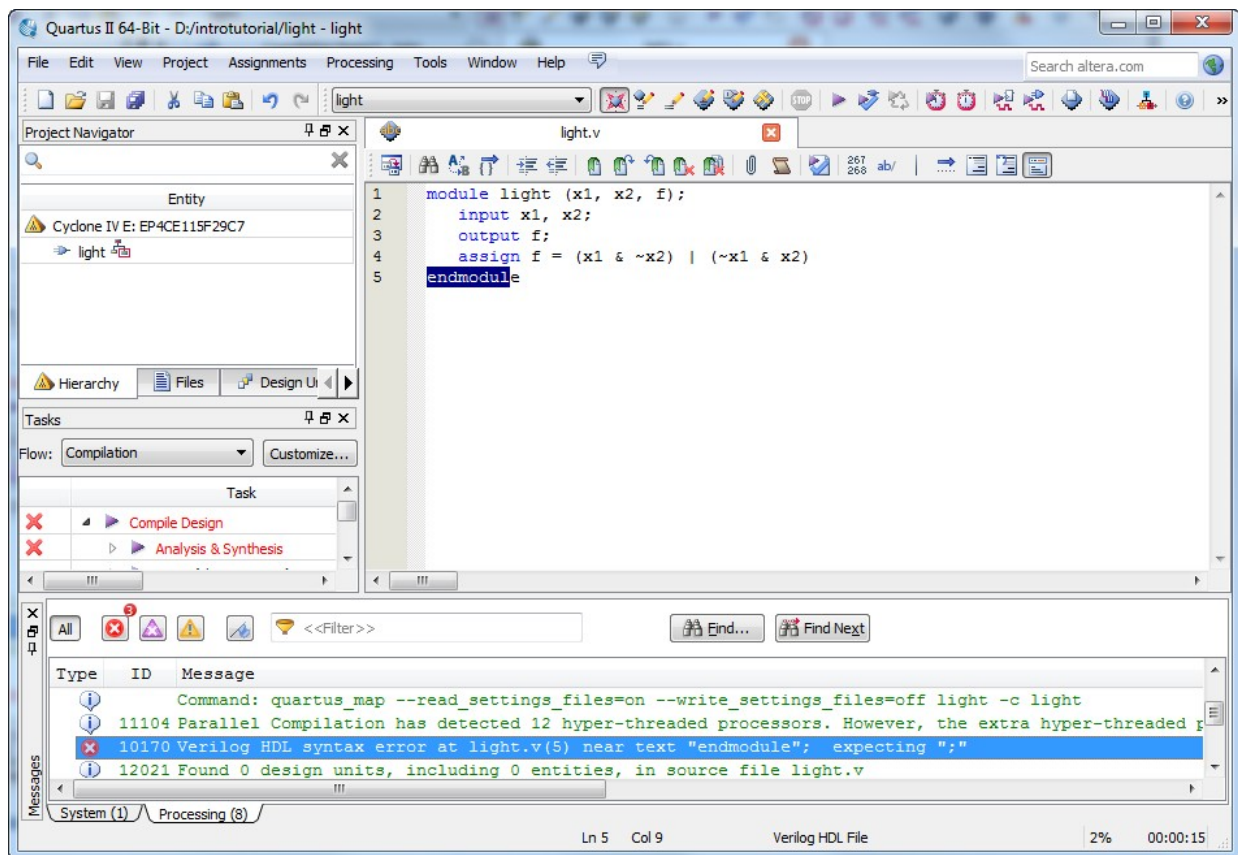 Quartus II 64-Bit - D:/introtutorial/light - light
File Edit View Project Assignments Processing Tools Window Help
Search altera.com
light
Project Navigator
light.v
267
268
ab/
Entity
Cyclone IV E: EP4CE115F29C7
light
1 module light (x1, x2, f);
2 input x1, x2;
3 output f;
4 assign f = (x1 & ~x2) | (~x1 & x2)
5 endmodule
Hierarchy Files Design U
Tasks
Flow: Compilation Customize...
Task
Compile Design
Analysis & Synthesis
All 3 <<Filter>> Find... Find Next
Type ID Message
Command: quartus_map --read_settings_files=on --write_settings_files=off light -c light
11104 Parallel Compilation has detected 12 hyper-threaded processors. However, the extra hyper-threaded p
10170 Verilog HDL syntax error at light.v(5) near text "endmodule"; expecting ";"
12021 Found 0 design units, including 0 entities, in source file light.v
Messages
System (1) Processing (8)
Ln 5 Col 9 Verilog HDL File 2% 00:00:15